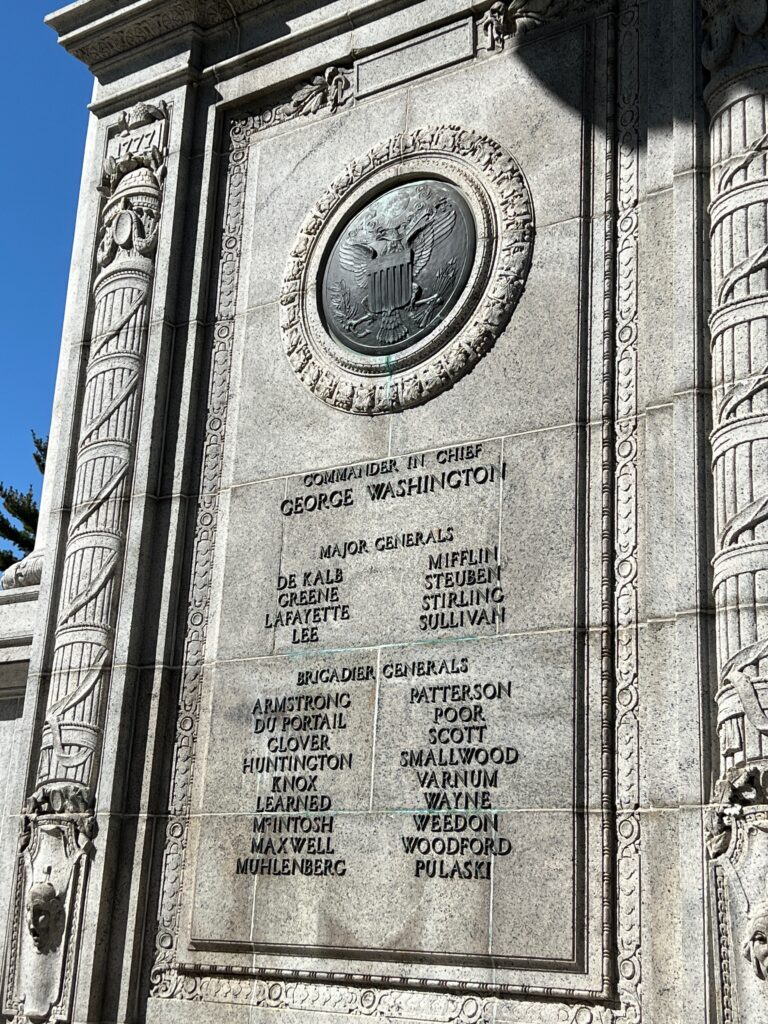 1777
COMMANDER IN CHIEF
GEORGE WASHINGTON
MAJOR GENERALS
DE KALB
GREENE
LAFAYETTE
LEE
MIFFLIN
STEUBEN
STIRLING
SULLIVAN
BRIGADIER GENERALS
ARMSTRONG
DU PORTAIL
GLOVER
HUNTINGTON
KNOX
LEARNED
McINTOSH
MAXWELL
MUHLENBERG
PATTERSON
POOR
SCOTT
SMALLWOOD
VARNUM
WAYNE
WEEDON
WOODFORD
PULASKI